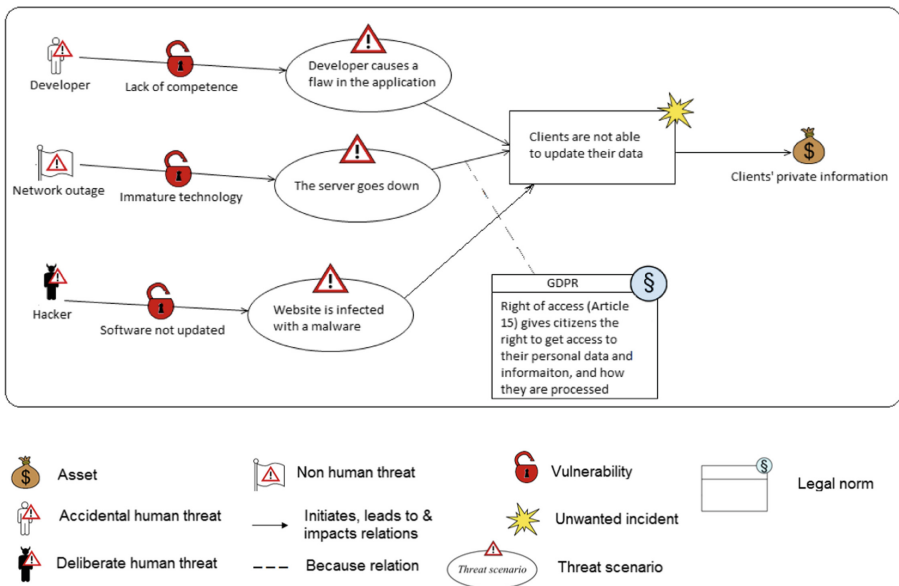 Developer
Lack of competence
Developer causes a
flaw in the application
Network outage
Immature technology
The server goes down
Hacker
Software not updated
Website is infected
with a malware
Clients are not able
to update their data
$
Clients' private information
GDPR
§
Right of access (Article
15) gives citizens the
right to get access to
their personal data and
informaiton, and how
they are processed
$
Asset
Non human threat
Vulnerability
§
Legal norm
Accidental human threat
Initiates, leads to &
impacts relations
Unwanted incident
Deliberate human threat
Because relation
Threat scenario
Threat scenario